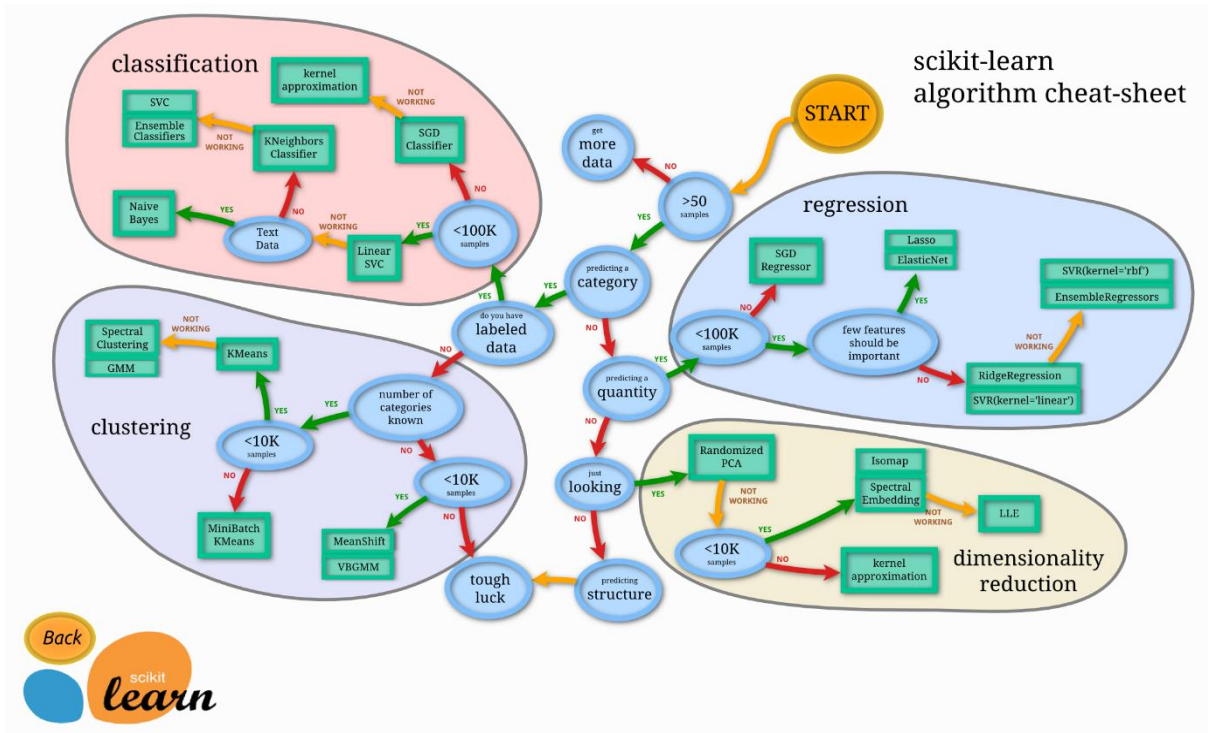 scikit-learn
algorithm cheat-sheet
START
classification
kernel
approximation
NOT
WORKING
SVC
Ensemble
Classifiers
NOT
WORKING
KNeighbors
Classifier
SGD
Classifier
NO
Naive
Bayes
YES
Text
Data
NO
NOT
WORKING
Linear
SVC
YES
<100K
samples
YES
get
more
data
NO
>50
samples
YES
predicting a
category
YES
NO
do you have
labeled
data
NO
predicting a
quantity
YES
NO
just
looking
YES
NO
predicting
structure
tough
luck
regression
SGD
Regressor
NO
<100K
samples
YES
Lasso
ElasticNet
YES
few features
should be
important
NO
SVR(kernel='rbf')
EnsembleRegressors
NOT
WORKING
RidgeRegression
SVR(kernel='linear')
clustering
Spectral
Clustering
GMM
NOT
WORKING
KMeans
YES
<10K
samples
YES
NO
MiniBatch
KMeans
number of
categories
known
NO
<10K
samples
YES
NO
MeanShift
VBGMM
dimensionality
reduction
Randomized
PCA
NOT
WORKING
<10K
samples
YES
NO
Isomap
Spectral
Embedding
NOT
WORKING
LLE
kernel
approximation
Back
scikit
learn